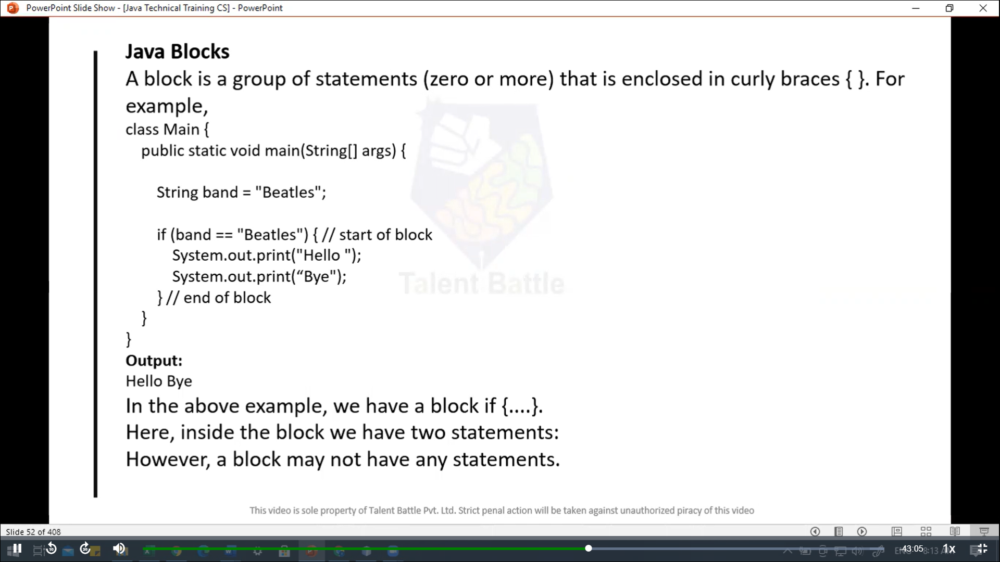 PowerPoint Slide Show - [Java Technical Training CS] - PowerPoint
Java Blocks
A block is a group of statements (zero or more) that is enclosed in curly braces { }. For
example,
class Main {
public static void main(String[] args) {
String band = "Beatles";
if (band == "Beatles") { // start of block
System.out.print("Hello ");
System.out.print(“Bye");
} // end of block
}
}
Output:
Hello Bye
In the above example, we have a block if {....}.
Here, inside the block we have two statements:
However, a block may not have any statements.
Talent Battle
This video is sole property of Talent Battle Pvt. Ltd. Strict penal action will be taken against unauthorized piracy of this video
Slide 52 of 408
10
30
-43:05
1x